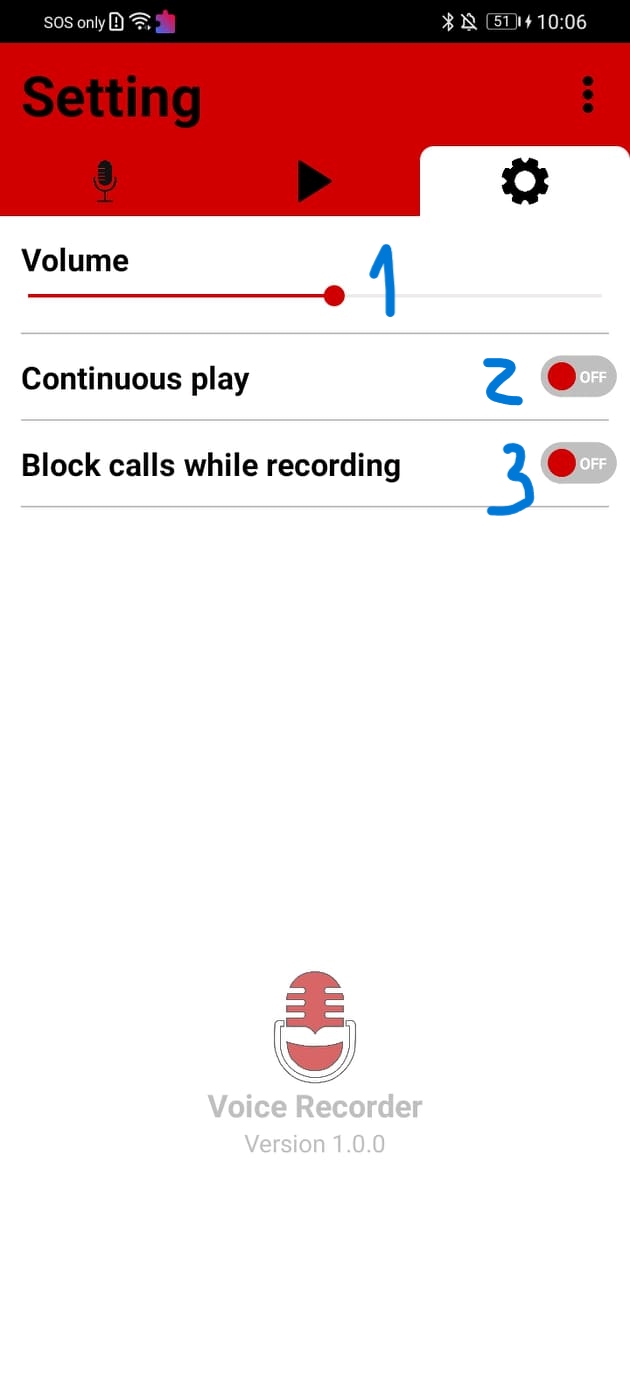 SOS only 51 10:06
Setting
Volume 1
Continuous play 2 OFF
Block calls while recording 3 OFF
Voice Recorder
Version 1.0.0